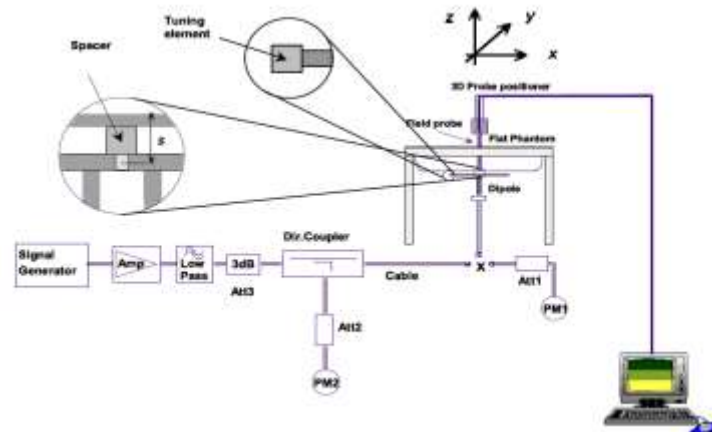 Tuning
element
Spacer
s
z
y
x
3D Probe positioner
Field probe
Flat Phantom
Dipole
Signal
Generator
Amp
Low
Pass
3dB
Att3
Dir.Coupler
Cable
X
Att1
PM1
Att2
PM2